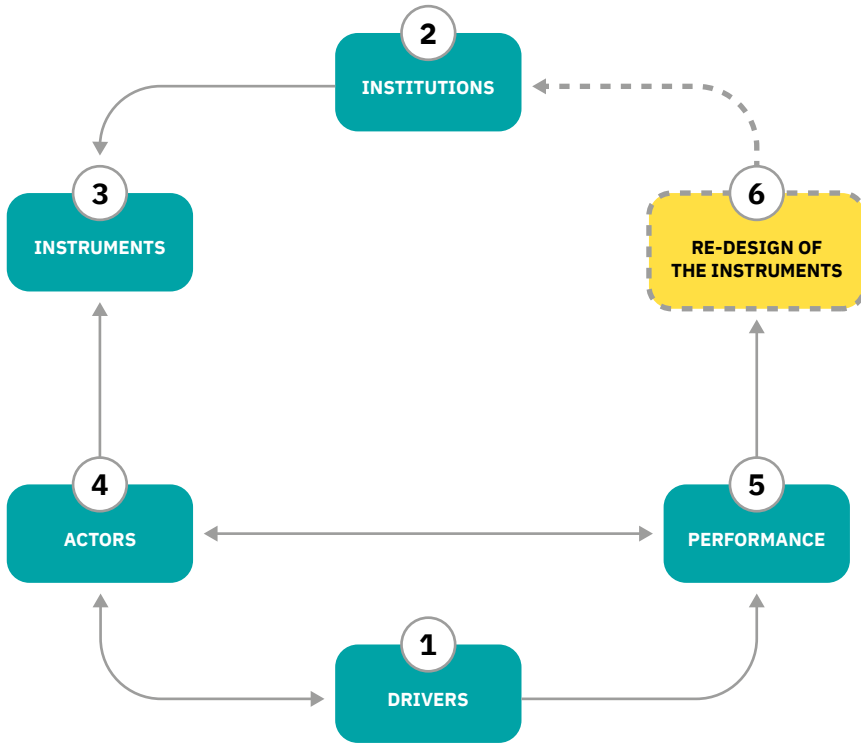 2
INSTITUTIONS
3
INSTRUMENTS
6
RE-DESIGN OF
THE INSTRUMENTS
4
ACTORS
5
PERFORMANCE
1
DRIVERS